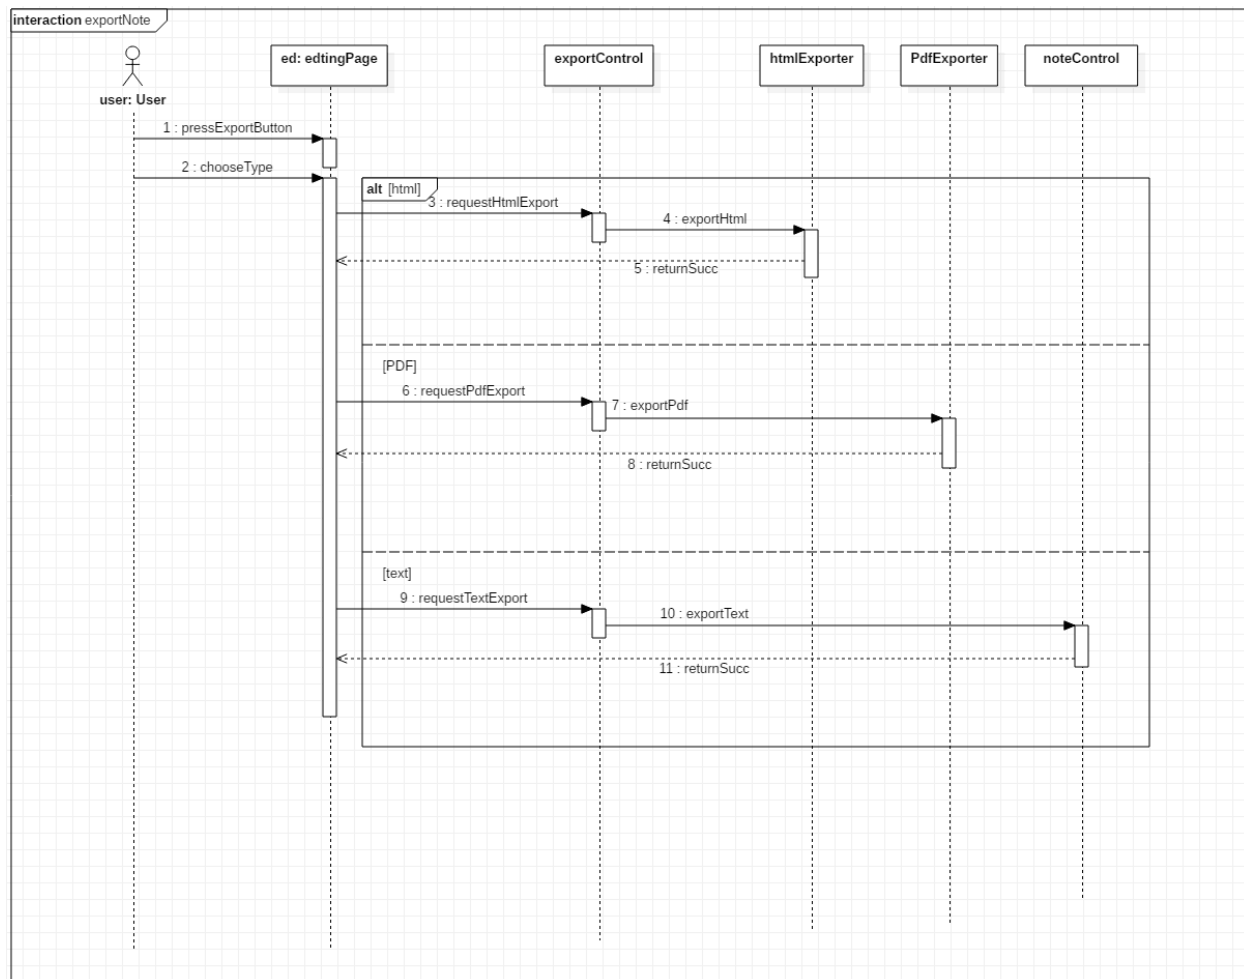 interaction exportNote
user: User
ed: edtingPage
exportControl
htmlExporter
PdfExporter
noteControl
1 : pressExportButton
2 : chooseType
alt [html]
3 : requestHtmlExport
4 : exportHtml
5 : returnSucc
[PDF]
6 : requestPdfExport
7 : exportPdf
8 : returnSucc
[text]
9 : requestTextExport
10 : exportText
11 : returnSucc